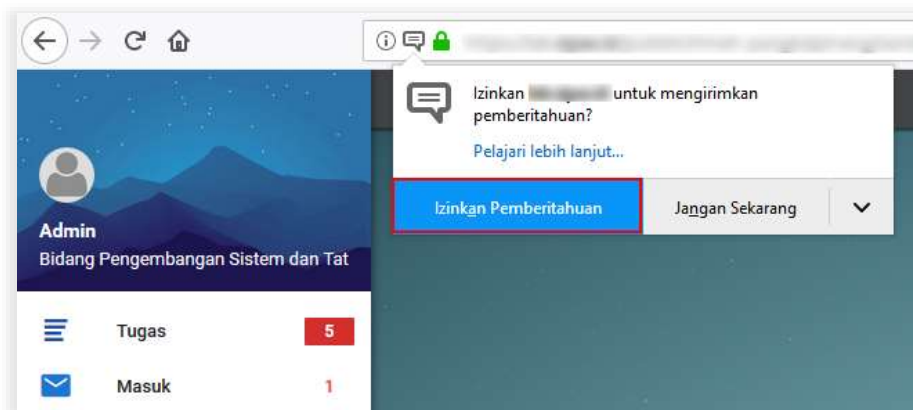 Izinkan untuk mengirimkan
pemberitahuan?
Pelajari lebih lanjut...
Izinkan Pemberitahuan
Jangan Sekarang
Admin
Bidang Pengembangan Sistem dan Tat
Tugas 5
Masuk 1